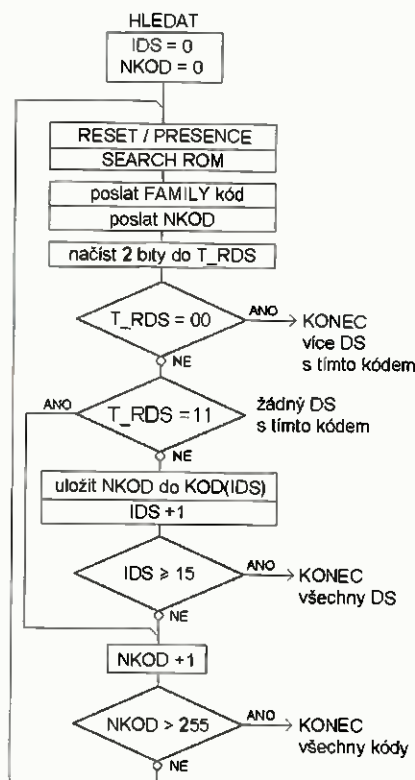 HLEDAT
IDS = 0
NKOD = 0
RESET / PRESENCE
SEARCH ROM
poslat FAMILY kód
poslat NKOD
načíst 2 bity do T_RDS
T_RDS = 00
ANO
KONEC
více DS
s tímto kódem
NE
ANO
T_RDS = 11
žádný DS
s tímto kódem
NE
uložit NKOD do KOD(IDS)
IDS +1
IDS ⩾ 15
ANO
KONEC
všechny DS
NE
NKOD +1
NKOD > 255
ANO
KONEC
všechny kódy
NE